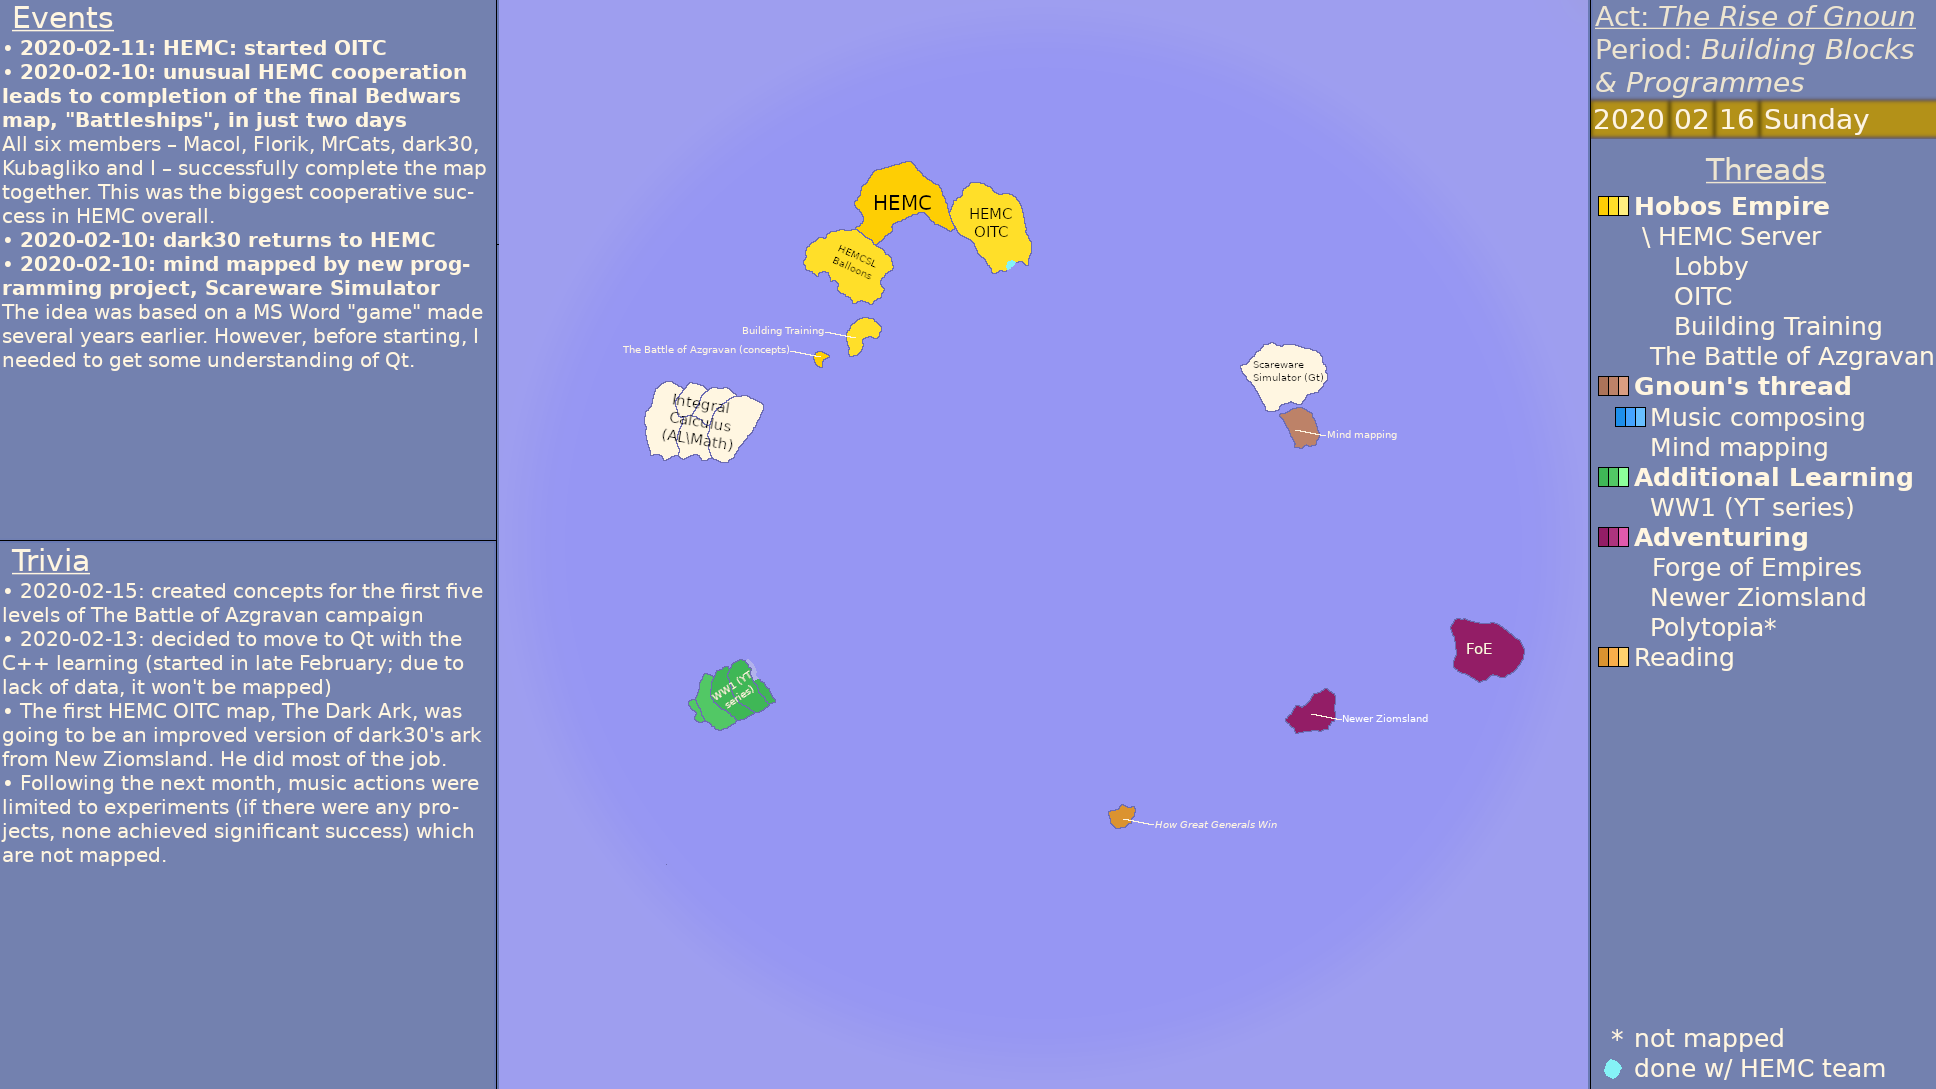 Events
• 2020-02-11: HEMC: started OITC
• 2020-02-10: unusual HEMC cooperation
leads to completion of the final Bedwars
map, "Battleships", in just two days
All six members – Macol, Florik, MrCats, dark30,
Kubagliko and I – successfully complete the map
together. This was the biggest cooperative suc-
cess in HEMC overall.
• 2020-02-10: dark30 returns to HEMC
• 2020-02-10: mind mapped by new prog-
ramming project, Scareware Simulator
The idea was based on a MS Word "game" made
several years earlier. However, before starting, I
needed to get some understanding of Qt.
Trivia
• 2020-02-15: created concepts for the first five
levels of The Battle of Azgravan campaign
• 2020-02-13: decided to move to Qt with the
C++ learning (started in late February; due to
lack of data, it won't be mapped)
• The first HEMC OITC map, The Dark Ark, was
going to be an improved version of dark30's ark
from New Ziomsland. He did most of the job.
• Following the next month, music actions were
limited to experiments (if there were any pro-
jects, none achieved significant success) which
are not mapped.
HEMC
HEMC
OITC
HEMCSL
Balloons
Building Training
The Battle of Azgravan (concepts)
Integral
Calculus
(AL\Math)
Scareware
Simulator (Gt)
Mind mapping
WW1 (YT
series)
FoE
Newer Ziomsland
How Great Generals Win
Act: The Rise of Gnoun
Period: Building Blocks
& Programmes
2020 02 16 Sunday
Threads
Hobos Empire
\ HEMC Server
Lobby
OITC
Building Training
The Battle of Azgravan
Gnoun's thread
Music composing
Mind mapping
Additional Learning
WW1 (YT series)
Adventuring
Forge of Empires
Newer Ziomsland
Polytopia*
Reading
* not mapped
done w/ HEMC team